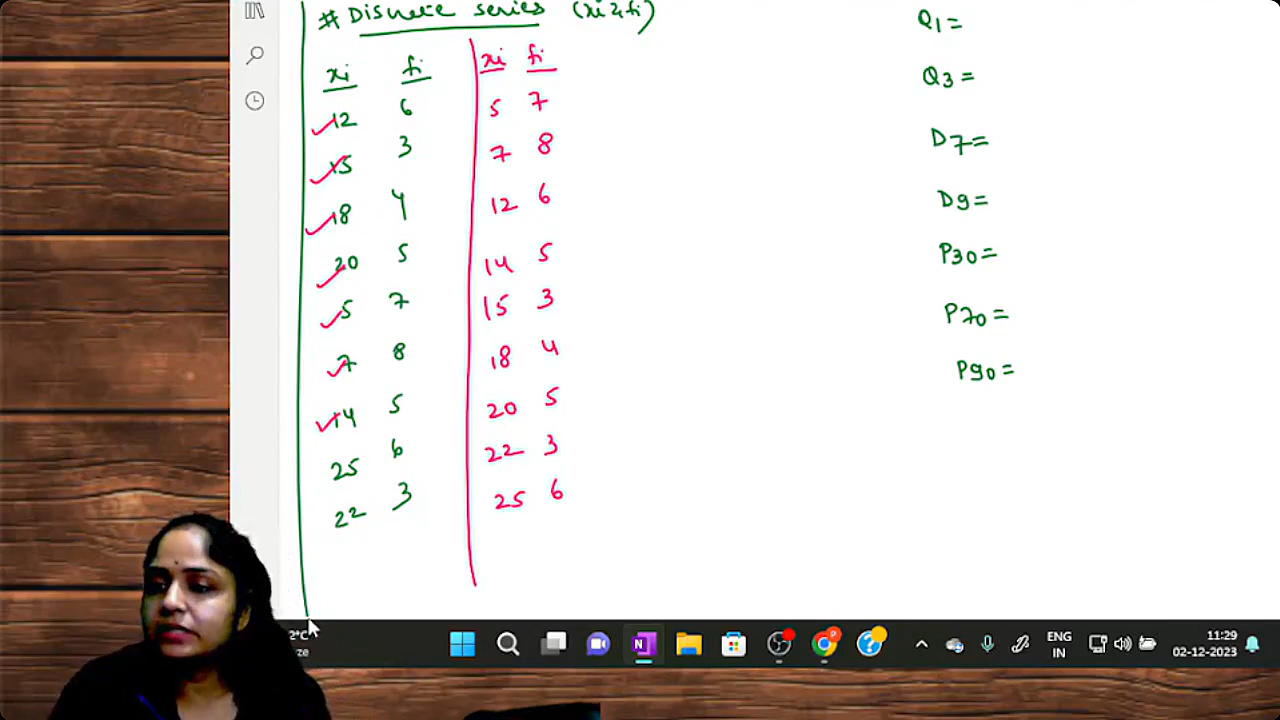 # Discrete series (xi & fi)
xi fi
12 6
15 3
18 4
20 5
5 7
7 8
14 5
25 6
22 3
xi fi
5 7
7 8
12 6
14 5
15 3
18 4
20 5
22 3
25 6
Q1=
Q3=
D7=
D9=
P30=
P70=
P90=
2°C
ze
ENG
IN
11:29
02-12-2023